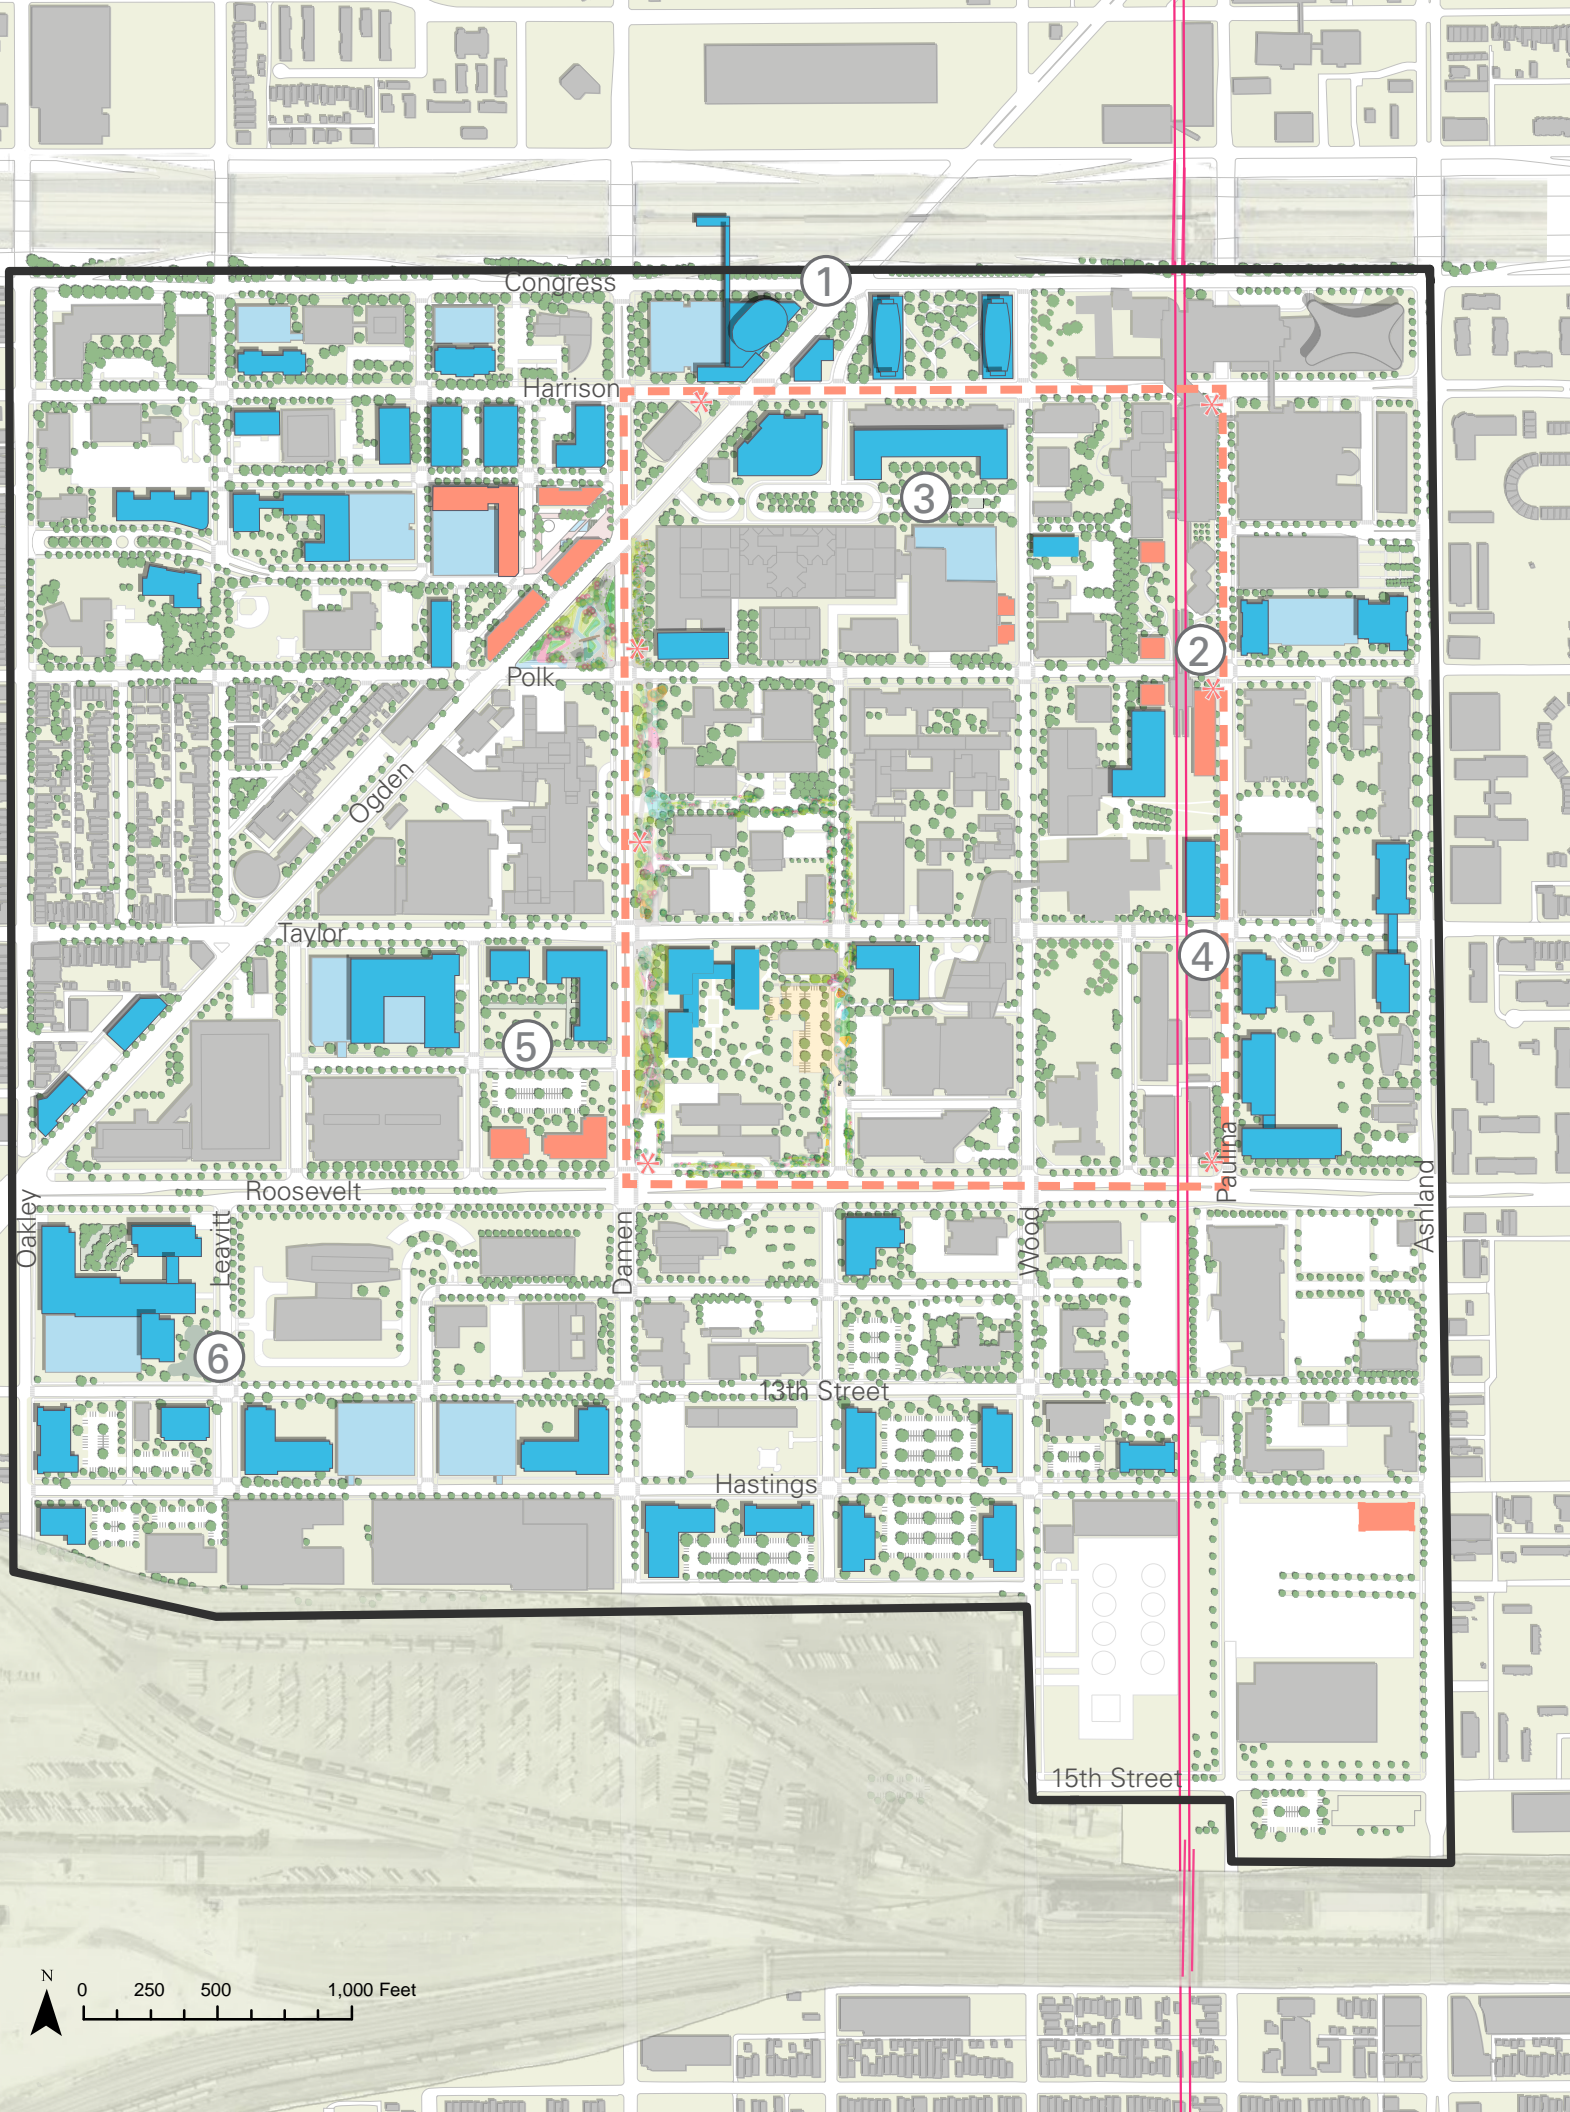 1
Congress
Harrison
3
2
Polk
Ogden
Taylor
4
5
Paulina
Roosevelt
Oakley
Leavitt
Damen
Wood
Ashland
6
13th Street
Hastings
15th Street
N
0 250 500 1,000 Feet